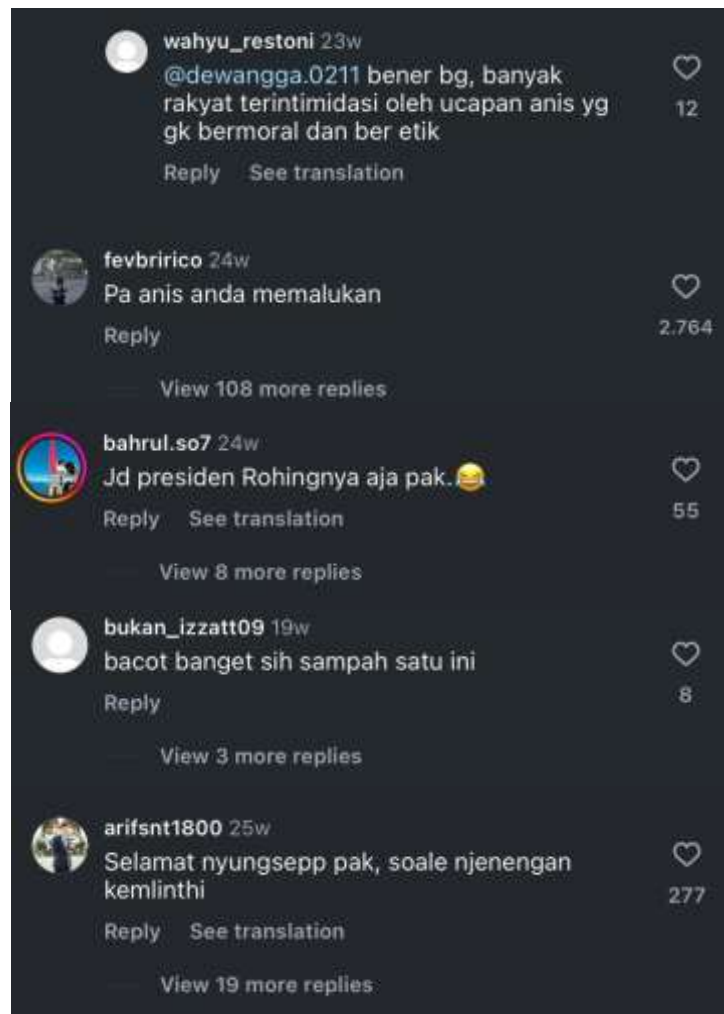 wahyu_restoni 23w
@dewangga.0211 bener bg, banyak
rakyat terintimidasi oleh ucapan anis yg
gk bermoral dan ber etik
12
Reply See translation
fevbririco 24w
Pa anis anda memalukan
2.764
Reply
View 108 more replies
bahrul.so7 24w
Jd presiden Rohingnya aja pak.😂
55
Reply See translation
View 8 more replies
bukan_izzatt09 19w
bacot banget sih sampah satu ini
8
Reply
View 3 more replies
arifsnt1800 25w
Selamat nyungsepp pak, soale njenengan
kemlinthi
277
Reply See translation
View 19 more replies